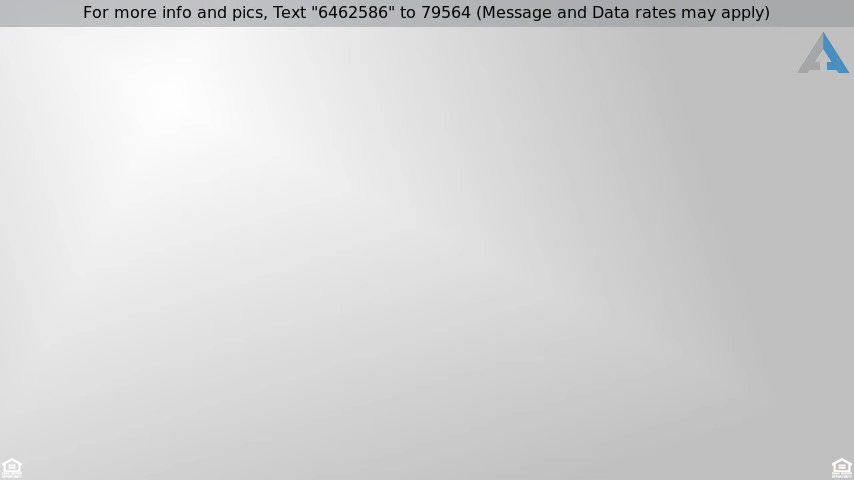 For more info and pics, Text "6462586" to 79564 (Message and Data rates may apply)